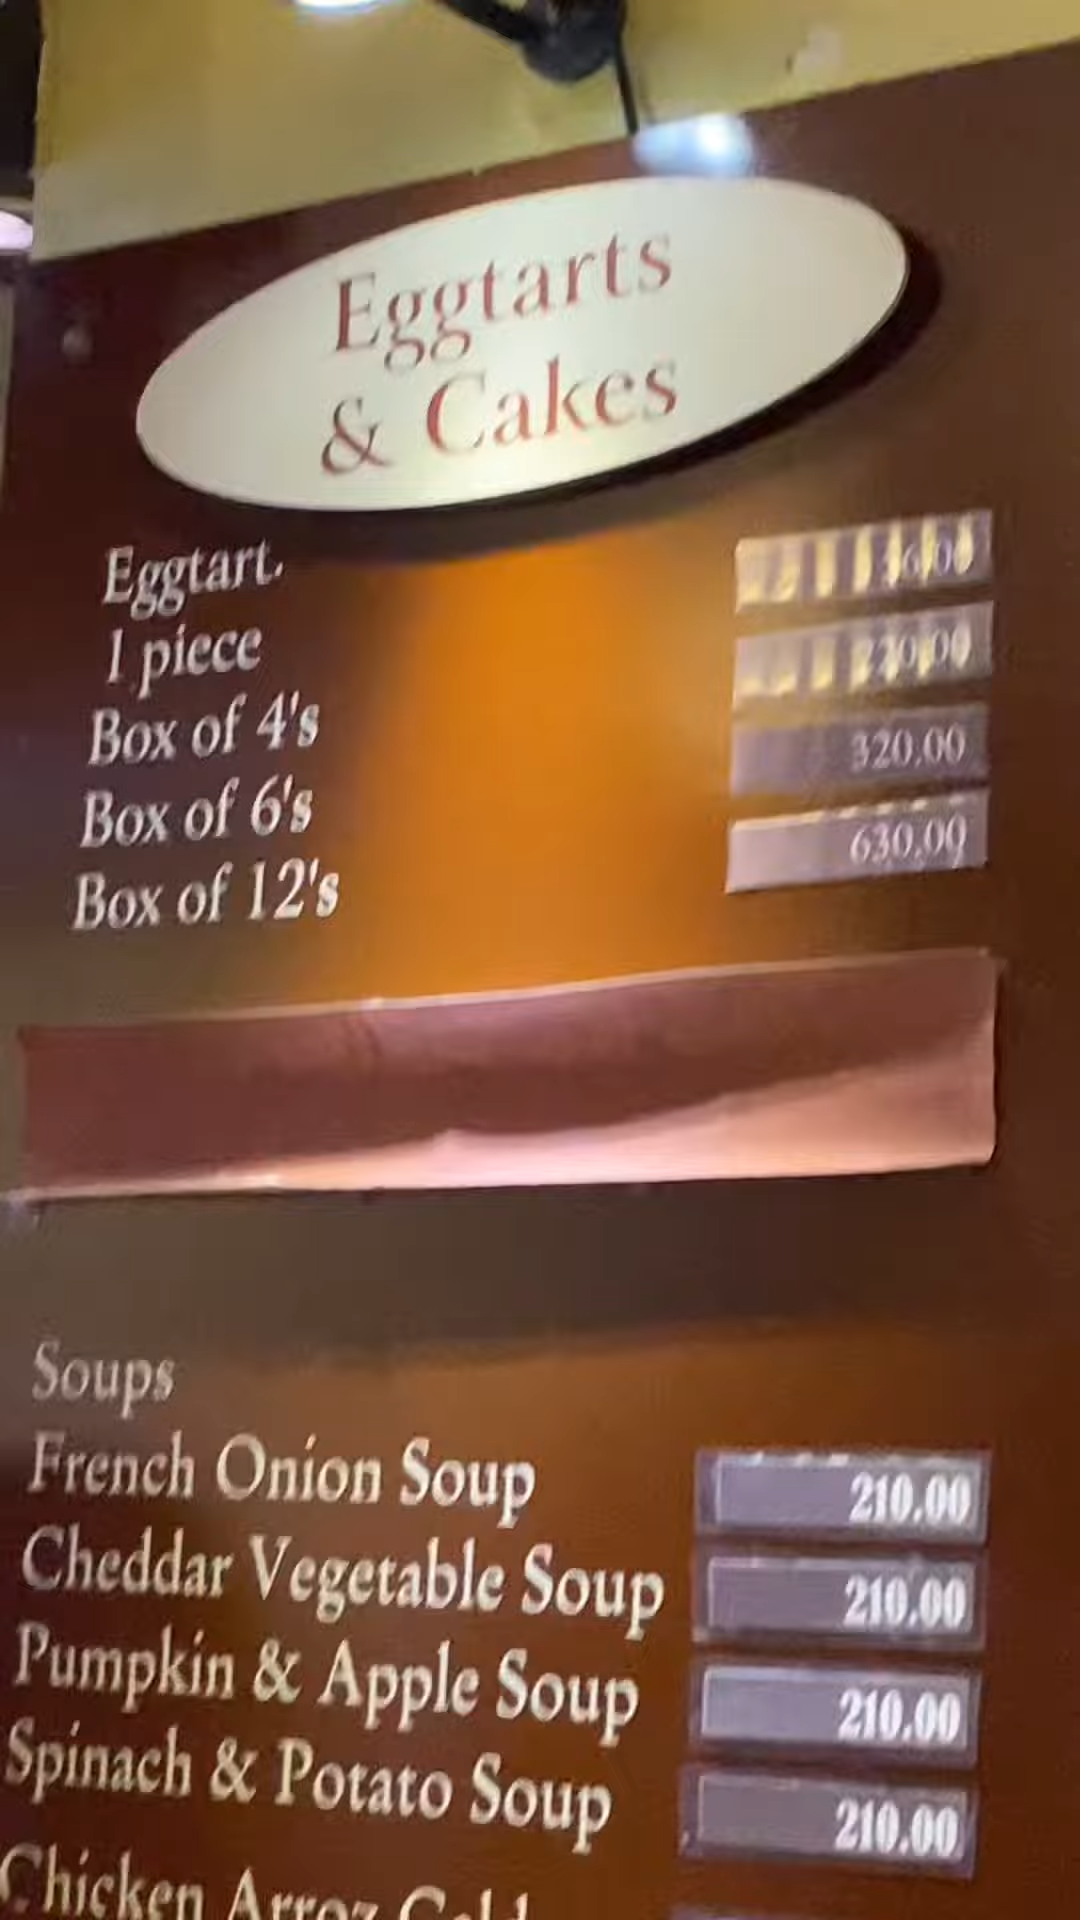 Eggtarts
& Cakes
Eggtart.
1 piece
Box of 4's 220.00
Box of 6's 320.00
Box of 12's 630.00
Soups
French Onion Soup 210.00
Cheddar Vegetable Soup 210.00
Pumpkin & Apple Soup 210.00
Spinach & Potato Soup 210.00
Chicken Arroz